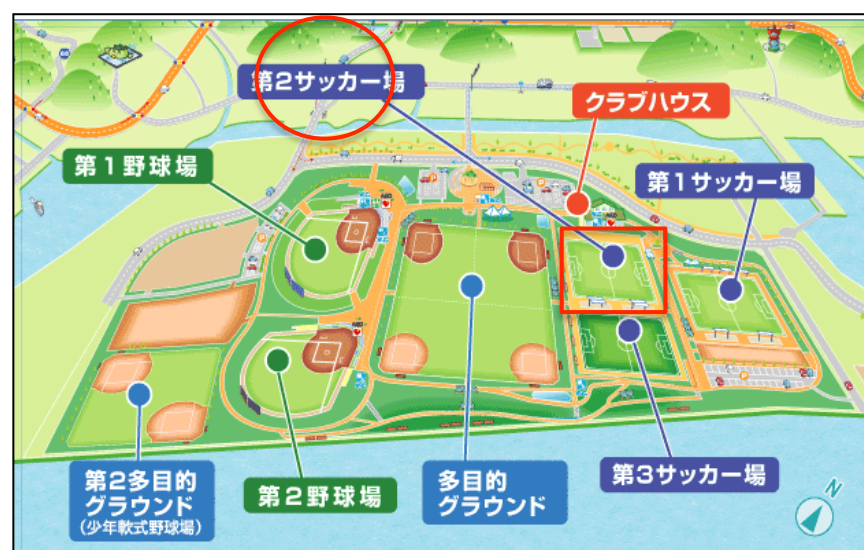 第2サッカー場
クラブハウス
第1野球場
第1サッカー場
第2多目的
グラウンド
(少年軟式野球場)
第2野球場
多目的
グラウンド
第3サッカー場
N